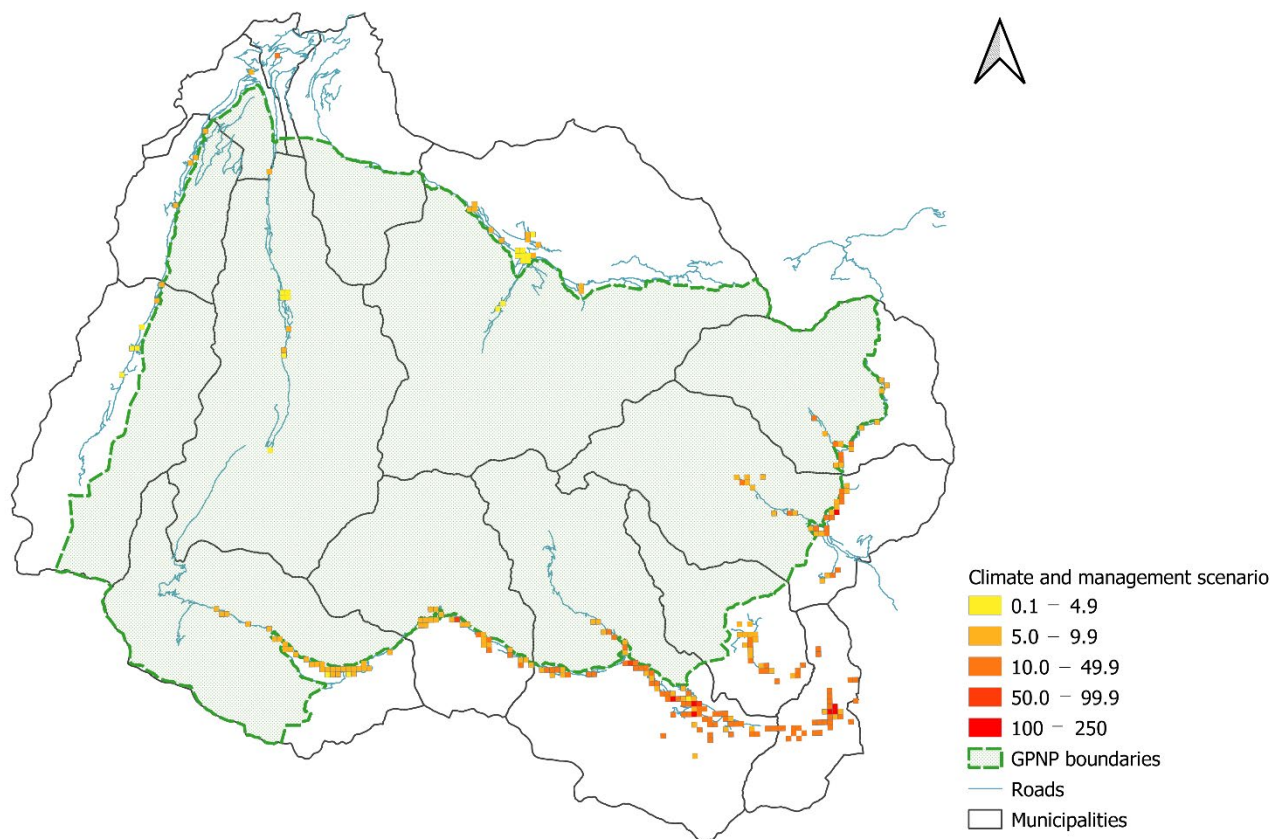 Climate and management scenario
0.1 – 4.9
5.0 – 9.9
10.0 – 49.9
50.0 – 99.9
100 – 250
GPNP boundaries
Roads
Municipalities